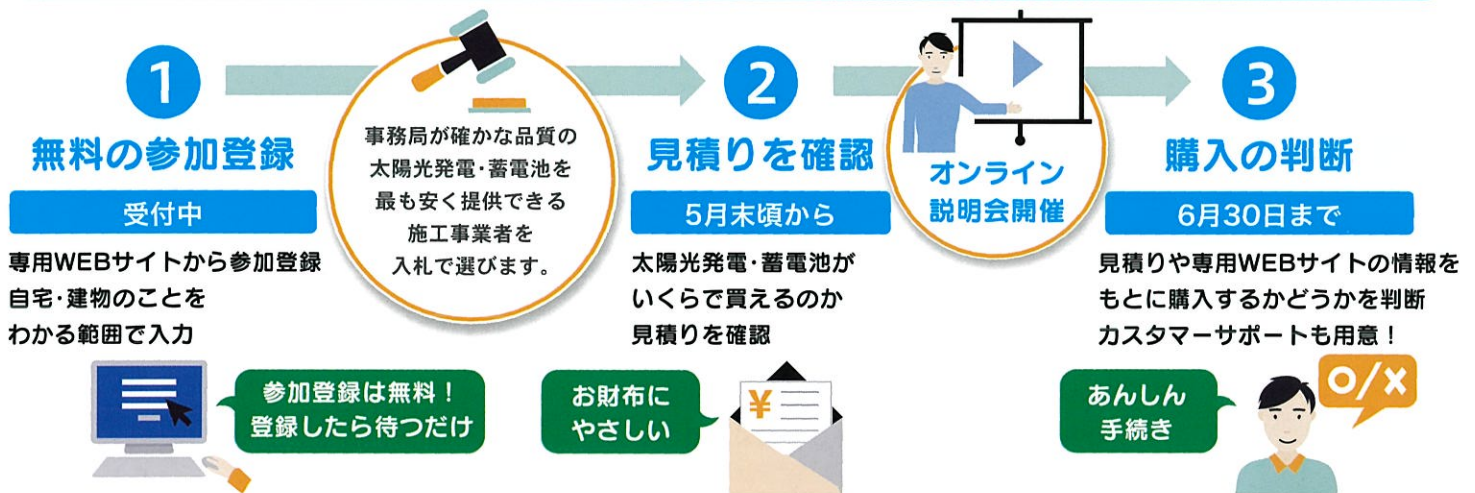 1
無料の参加登録
受付中
専用WEBサイトから参加登録
自宅・建物のことを
わかる範囲で入力
参加登録は無料！
登録したら待つだけ
事務局が確かな品質の
太陽光発電・蓄電池を
最も安く提供できる
施工事業者を
入札で選びます。
2
見積りを確認
5月末頃から
太陽光発電・蓄電池が
いくらで買えるのか
見積りを確認
お財布に
やさしい
¥
オンライン
説明会開催
3
購入の判断
6月30日まで
見積りや専用WEBサイトの情報を
もとに購入するかどうかを判断
カスタマーサポートも用意！
あんしん
手続き
O/X